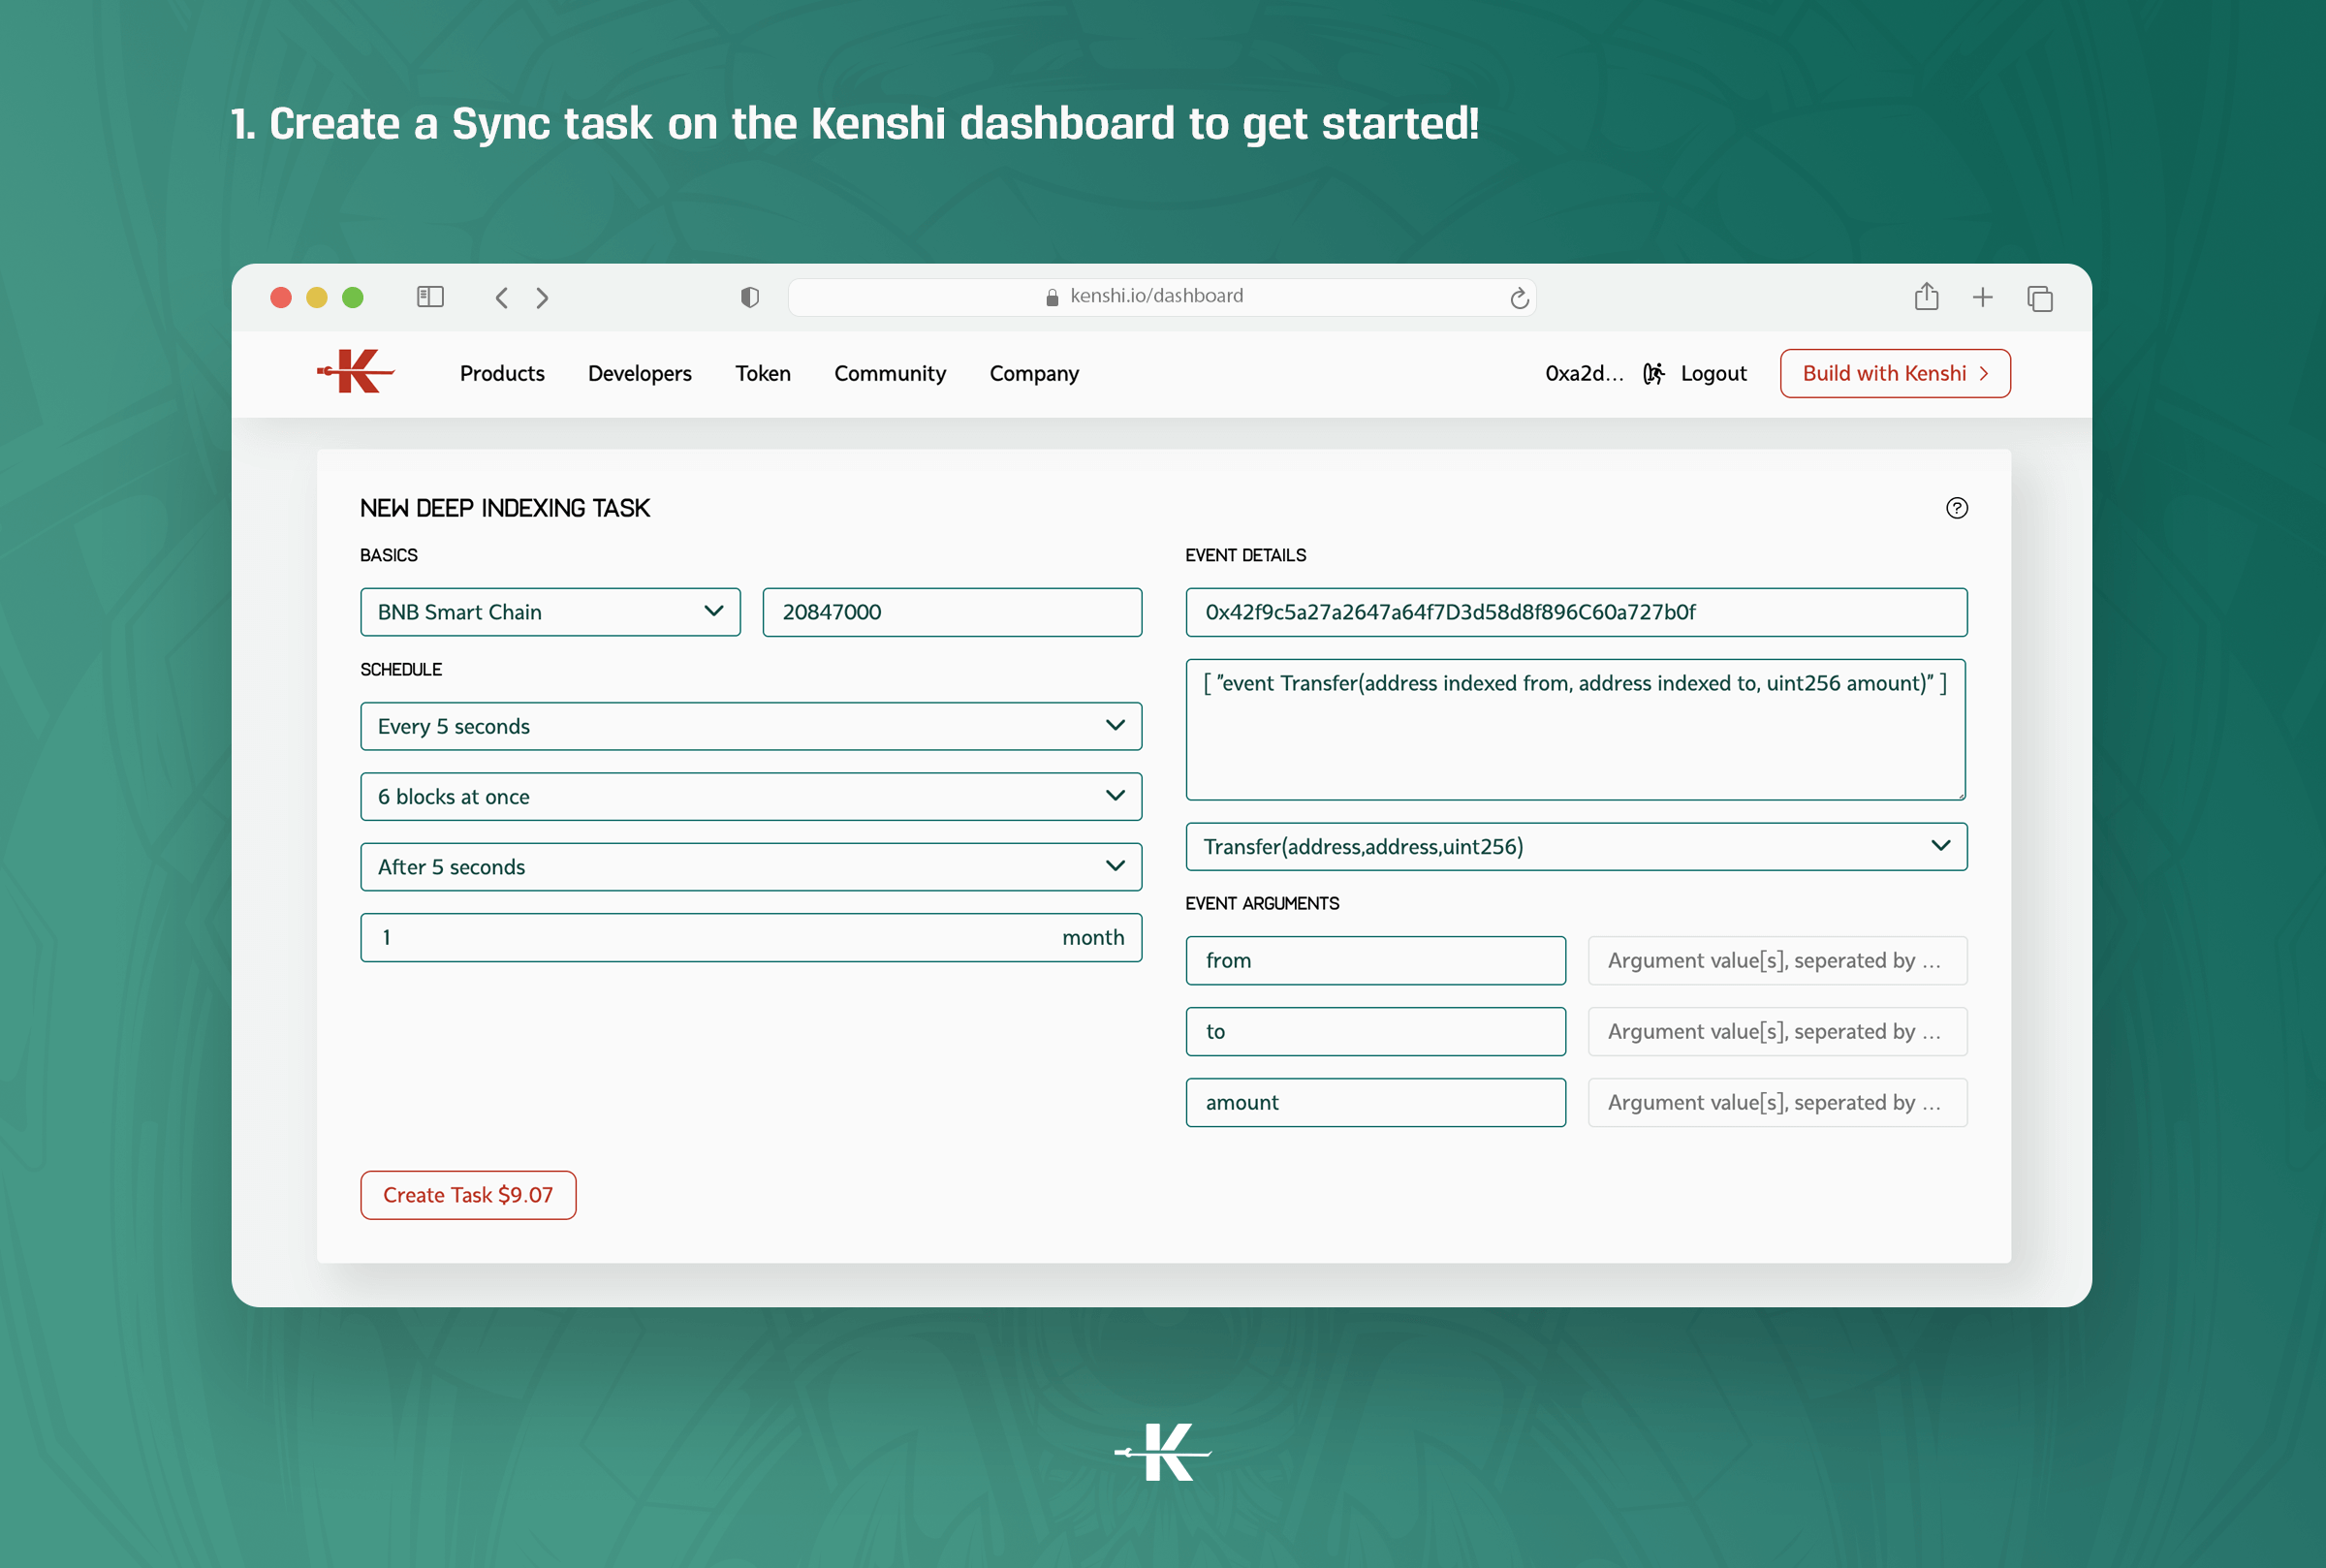 1. Create a Sync task on the Kenshi dashboard to get started!
kenshi.io/dashboard
K
Products
Developers
Token
Community
Company
0xa2d...
Logout
Build with Kenshi
NEW DEEP INDEXING TASK
?
BASICS
BNB Smart Chain
20847000
SCHEDULE
Every 5 seconds
6 blocks at once
After 5 seconds
1 month
EVENT DETAILS
0x42f9c5a27a2647a64f7D3d58d8f896C60a727b0f
[ "event Transfer(address indexed from, address indexed to, uint256 amount)" ]
Transfer(address,address,uint256)
EVENT ARGUMENTS
from
Argument value[s], seperated by ...
to
Argument value[s], seperated by ...
amount
Argument value[s], seperated by ...
Create Task $9.07
K